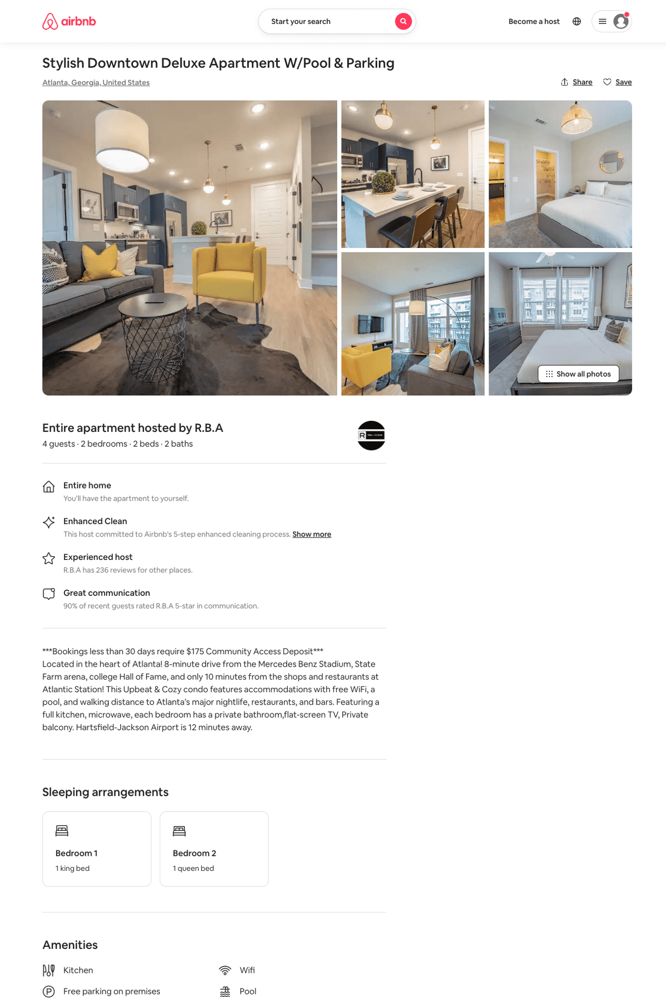 airbnb
Start your search
Become a host
Stylish Downtown Deluxe Apartment W/Pool & Parking
Atlanta, Georgia, United States
Share
Save
Show all photos
Entire apartment hosted by R.B.A
4 guests · 2 bedrooms · 2 beds · 2 baths
R RBA LIVING
Entire home
You'll have the apartment to yourself.
Enhanced Clean
This host committed to Airbnb's 5-step enhanced cleaning process. Show more
Experienced host
R.B.A has 236 reviews for other places.
Great communication
90% of recent guests rated R.B.A 5-star in communication.
***Bookings less than 30 days require $175 Community Access Deposit***
Located in the heart of Atlanta! 8-minute drive from the Mercedes Benz Stadium, State
Farm arena, college Hall of Fame, and only 10 minutes from the shops and restaurants at
Atlantic Station! This Upbeat & Cozy condo features accommodations with free WiFi, a
pool, and walking distance to Atlanta’s major nightlife, restaurants, and bars. Featuring a
full kitchen, microwave, each bedroom has a private bathroom,flat-screen TV, Private
balcony. Hartsfield-Jackson Airport is 12 minutes away.
Sleeping arrangements
Bedroom 1
1 king bed
Bedroom 2
1 queen bed
Amenities
Kitchen
Wifi
Free parking on premises
Pool